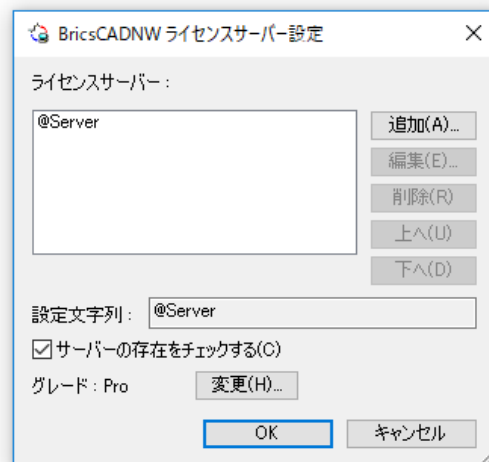 BricsCADNW ライセンスサーバー設定
ライセンスサーバー :
@Server
追加(A)...
編集(E)...
削除(R)
上へ(U)
下へ(D)
設定文字列 : @Server
サーバーの存在をチェックする(C)
グレード : Pro 変更(H)...
OK キャンセル